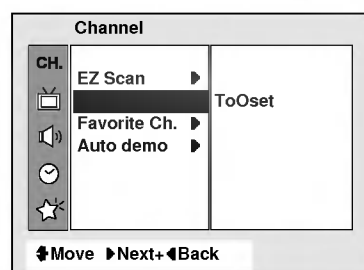 Channel
CH.
EZ Scan
ToOset
Favorite Ch.
Auto demo
Move Next+ Back